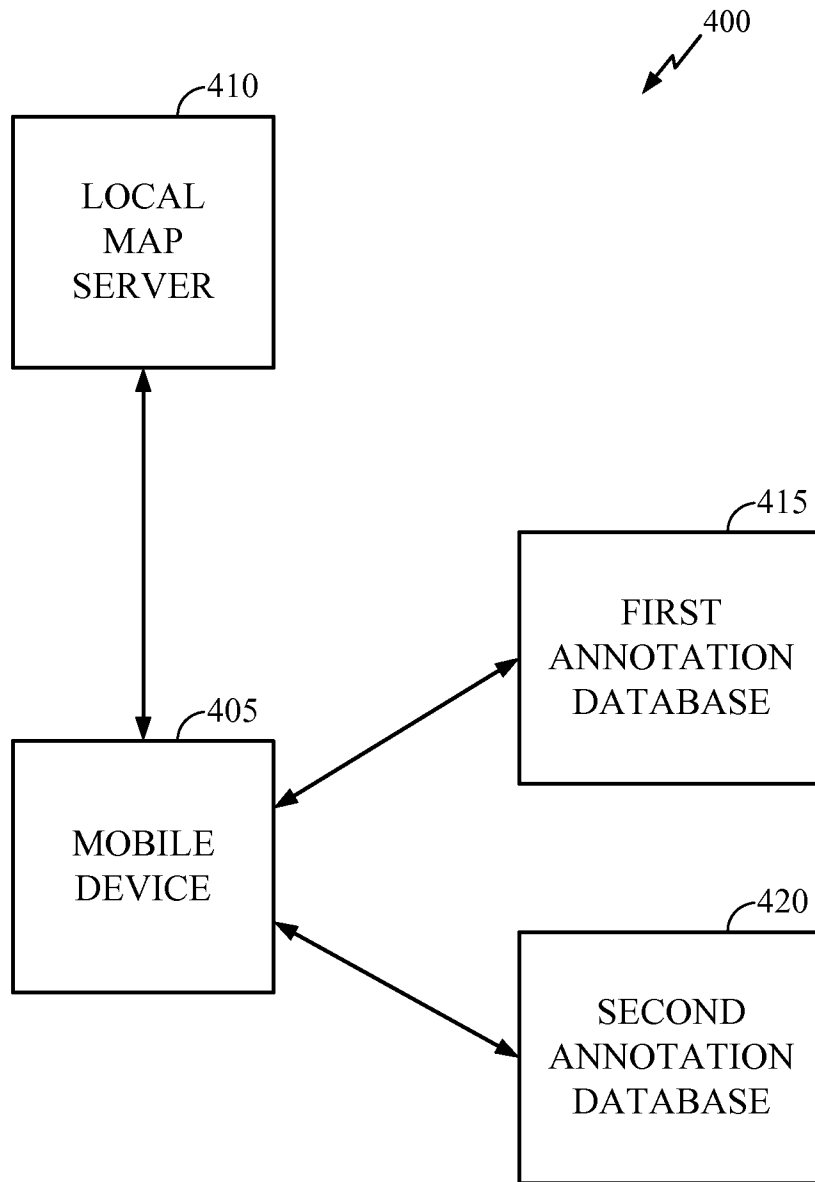 400
410
LOCAL
MAP
SERVER
415
FIRST
ANNOTATION
DATABASE
405
MOBILE
DEVICE
420
SECOND
ANNOTATION
DATABASE